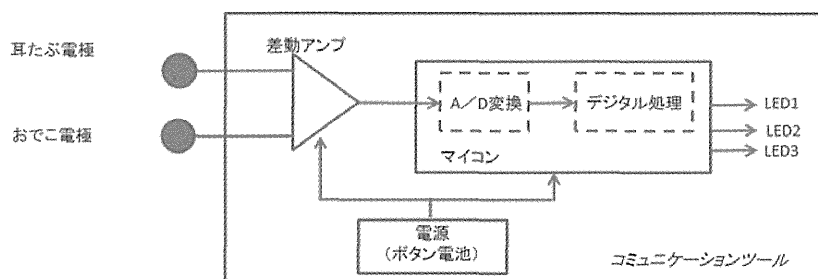 耳たぶ電極
おでこ電極
差動アンプ
A/D変換
デジタル処理
マイコン
LED1
LED2
LED3
電源
(ボタン電池)
コミュニケーションツール